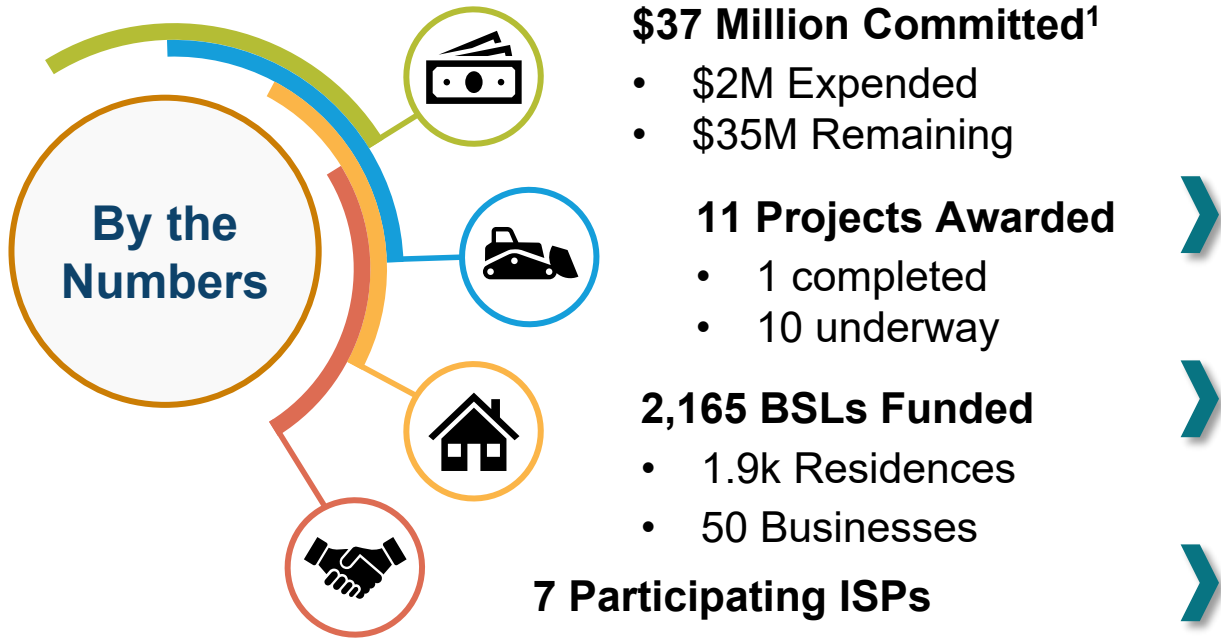 By the
Numbers
$37 Million Committed¹
• $2M Expended
• $35M Remaining
11 Projects Awarded
• 1 completed
• 10 underway
2,165 BSLs Funded
• 1.9k Residences
• 50 Businesses
7 Participating ISPs